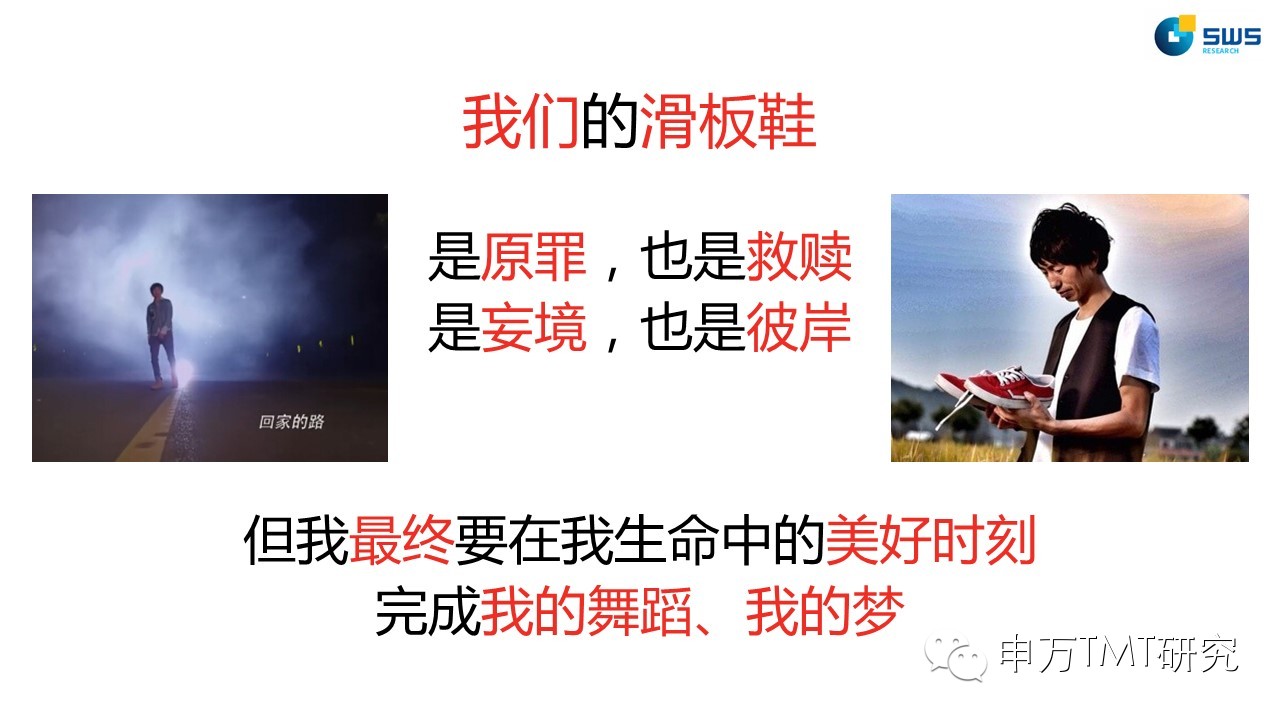 SWS
RESEARCH
我们的滑板鞋
是原罪，也是救赎
是妄境，也是彼岸
回家的路
但我最终要在我生命中的美好时刻
完成我的舞蹈、我的梦
申万TMT研究